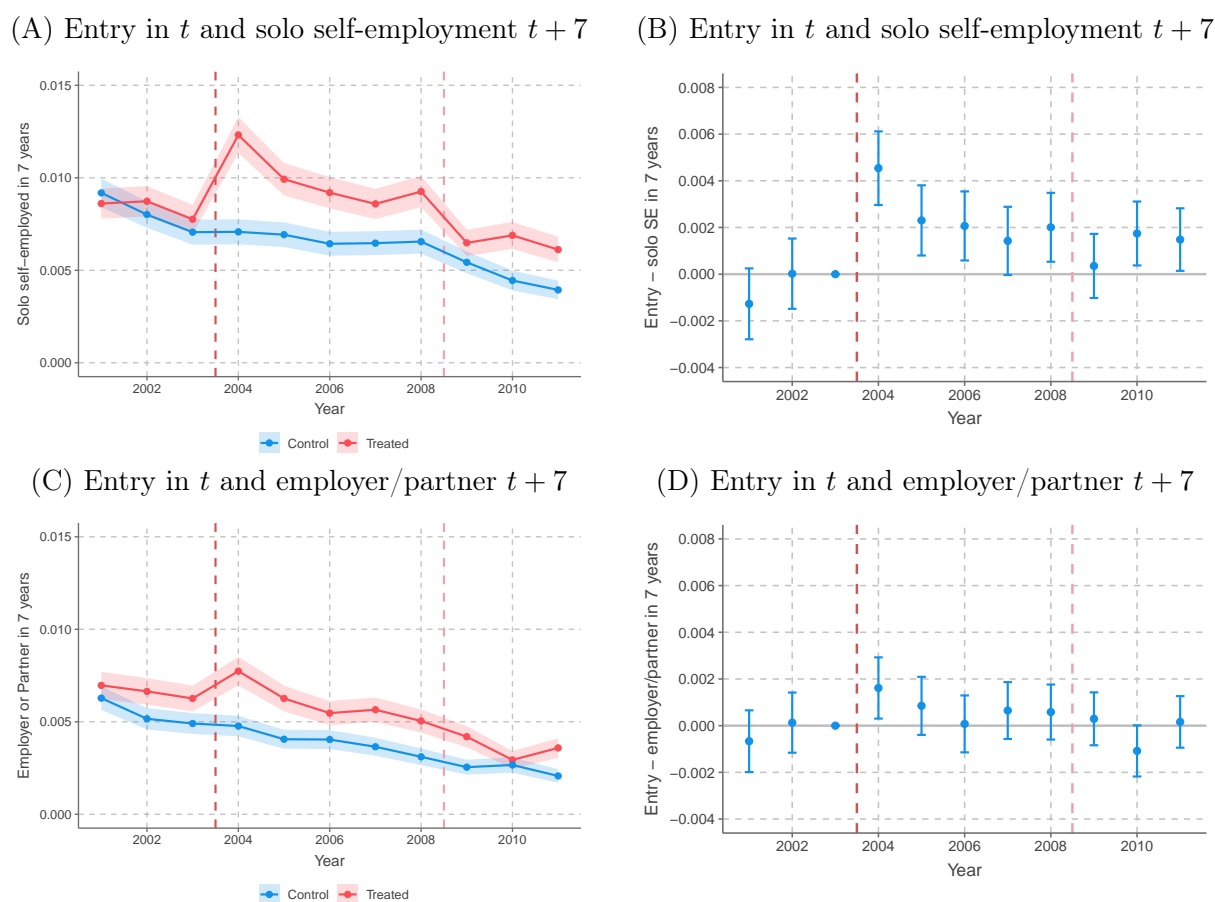 (A) Entry in t and solo self-employment t + 7
Solo self–employed in 7 years
0.015
0.010
0.005
0.000
2002 2004 2006 2008 2010
Year
Control Treated
(B) Entry in t and solo self-employment t + 7
Entry – solo SE in 7 years
0.008
0.006
0.004
0.002
0.000
−0.002
−0.004
2002 2004 2006 2008 2010
Year
(C) Entry in t and employer/partner t + 7
Employer or Partner in 7 years
0.015
0.010
0.005
0.000
2002 2004 2006 2008 2010
Year
Control Treated
(D) Entry in t and employer/partner t + 7
Entry – employer/partner in 7 years
0.008
0.006
0.004
0.002
0.000
−0.002
−0.004
2002 2004 2006 2008 2010
Year